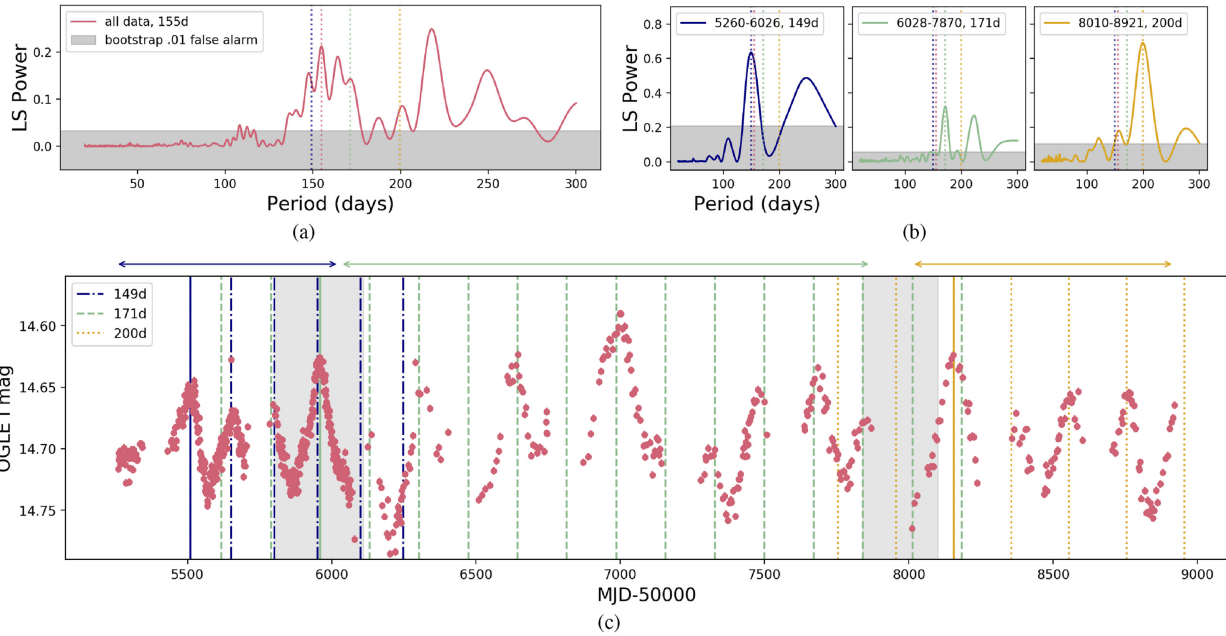 all data, 155d
bootstrap .01 false alarm
LS Power
0.2
0.1
0.0
50
100
150
200
250
300
Period (days)
(a)
5260-6026, 149d
6028-7870, 171d
8010-8921, 200d
LS Power
0.8
0.6
0.4
0.2
0.0
100
200
300
100
200
300
100
200
300
Period (days)
(b)
149d
171d
200d
OGLE I mag
14.60
14.65
14.70
14.75
5500
6000
6500
7000
7500
8000
8500
9000
MJD-50000
(c)